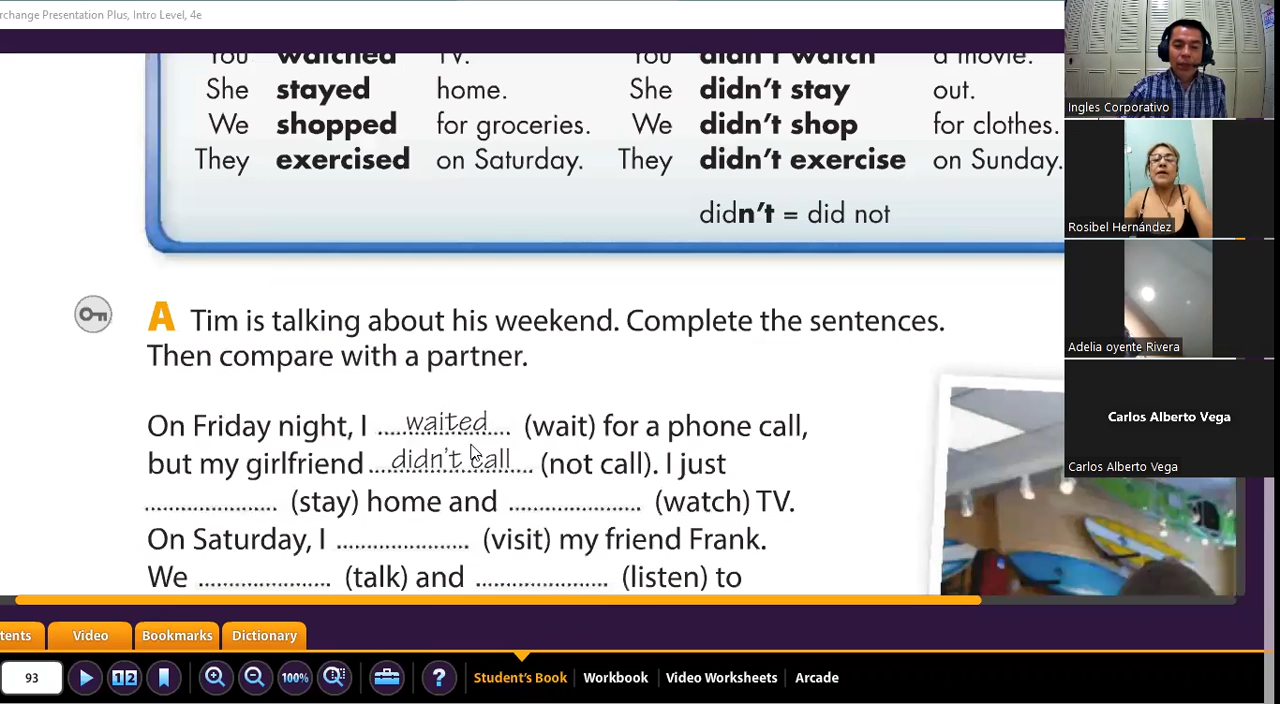 rchange Presentation Plus, Intro Level, 4e
You watched TV. You didn't watch a movie.
She stayed home. She didn't stay out.
We shopped for groceries. We didn't shop for clothes.
They exercised on Saturday. They didn't exercise on Sunday.
didn't = did not
A Tim is talking about his weekend. Complete the sentences.
Then compare with a partner.
On Friday night, I waited (wait) for a phone call,
but my girlfriend didn't call (not call). I just
.................... (stay) home and .................... (watch) TV.
On Saturday, I .................... (visit) my friend Frank.
We .................... (talk) and .................... (listen) to
Ingles Corporativo
Rosibel Hernández
Adelia oyente Rivera
Carlos Alberto Vega
Carlos Alberto Vega
tents Video Bookmarks Dictionary
93 1 2 100% ? Student's Book Workbook Video Worksheets Arcade